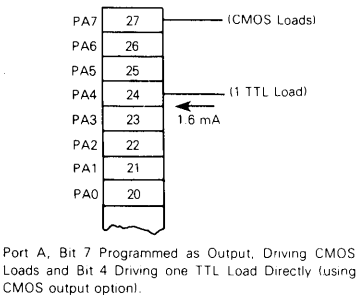 PA7 27 (CMOS Loads)
PA6 26
PA5 25
PA4 24 (1 TTL Load)
PA3 23 1.6 mA
PA2 22
PA1 21
PA0 20
Port A, Bit 7 Programmed as Output, Driving CMOS
Loads and Bit 4 Driving one TTL Load Directly (using
CMOS output option).